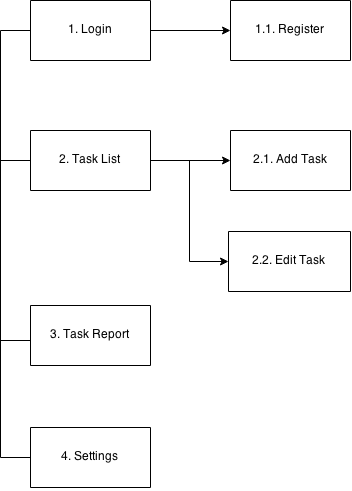 1. Login
1.1. Register
2. Task List
2.1. Add Task
2.2. Edit Task
3. Task Report
4. Settings